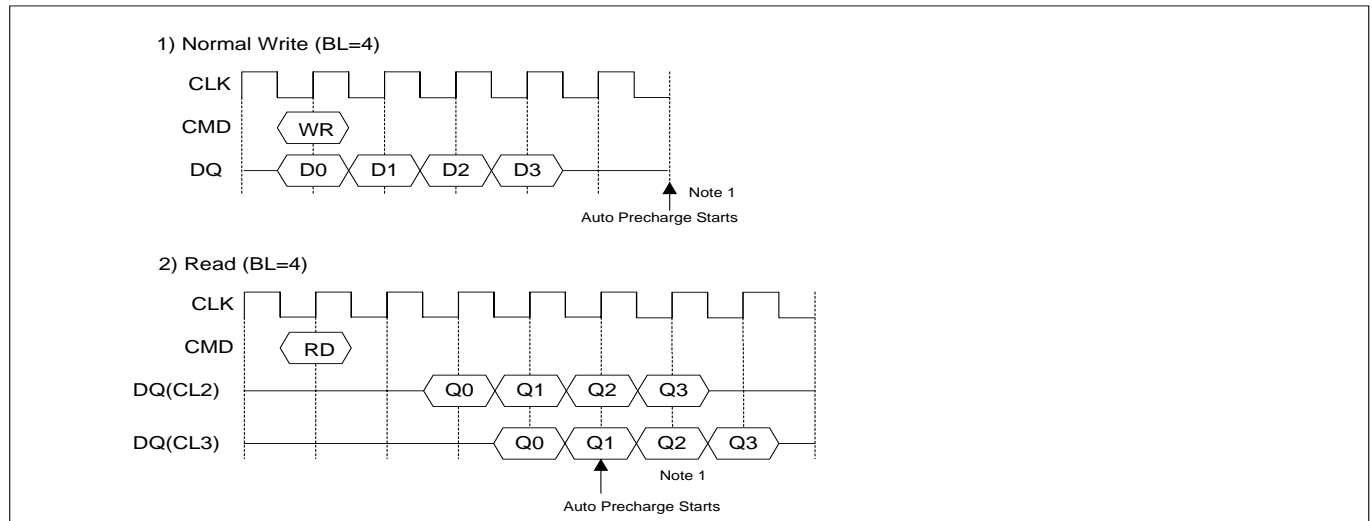 1) Normal Write (BL=4)
CLK
CMD WR
DQ D0 D1 D2 D3
Note 1
Auto Precharge Starts
2) Read (BL=4)
CLK
CMD RD
DQ(CL2) Q0 Q1 Q2 Q3
DQ(CL3) Q0 Q1 Q2 Q3
Note 1
Auto Precharge Starts